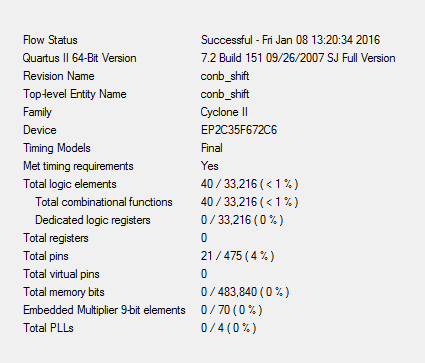 Flow Status Successful - Fri Jan 08 13:20:34 2016
Quartus II 64-Bit Version 7.2 Build 151 09/26/2007 SJ Full Version
Revision Name conb_shift
Top-level Entity Name conb_shift
Family Cyclone II
Device EP2C35F672C6
Timing Models Final
Met timing requirements Yes
Total logic elements 40 / 33,216 ( < 1 % )
Total combinational functions 40 / 33,216 ( < 1 % )
Dedicated logic registers 0 / 33,216 ( 0 % )
Total registers 0
Total pins 21 / 475 ( 4 % )
Total virtual pins 0
Total memory bits 0 / 483,840 ( 0 % )
Embedded Multiplier 9-bit elements 0 / 70 ( 0 % )
Total PLLs 0 / 4 ( 0 % )